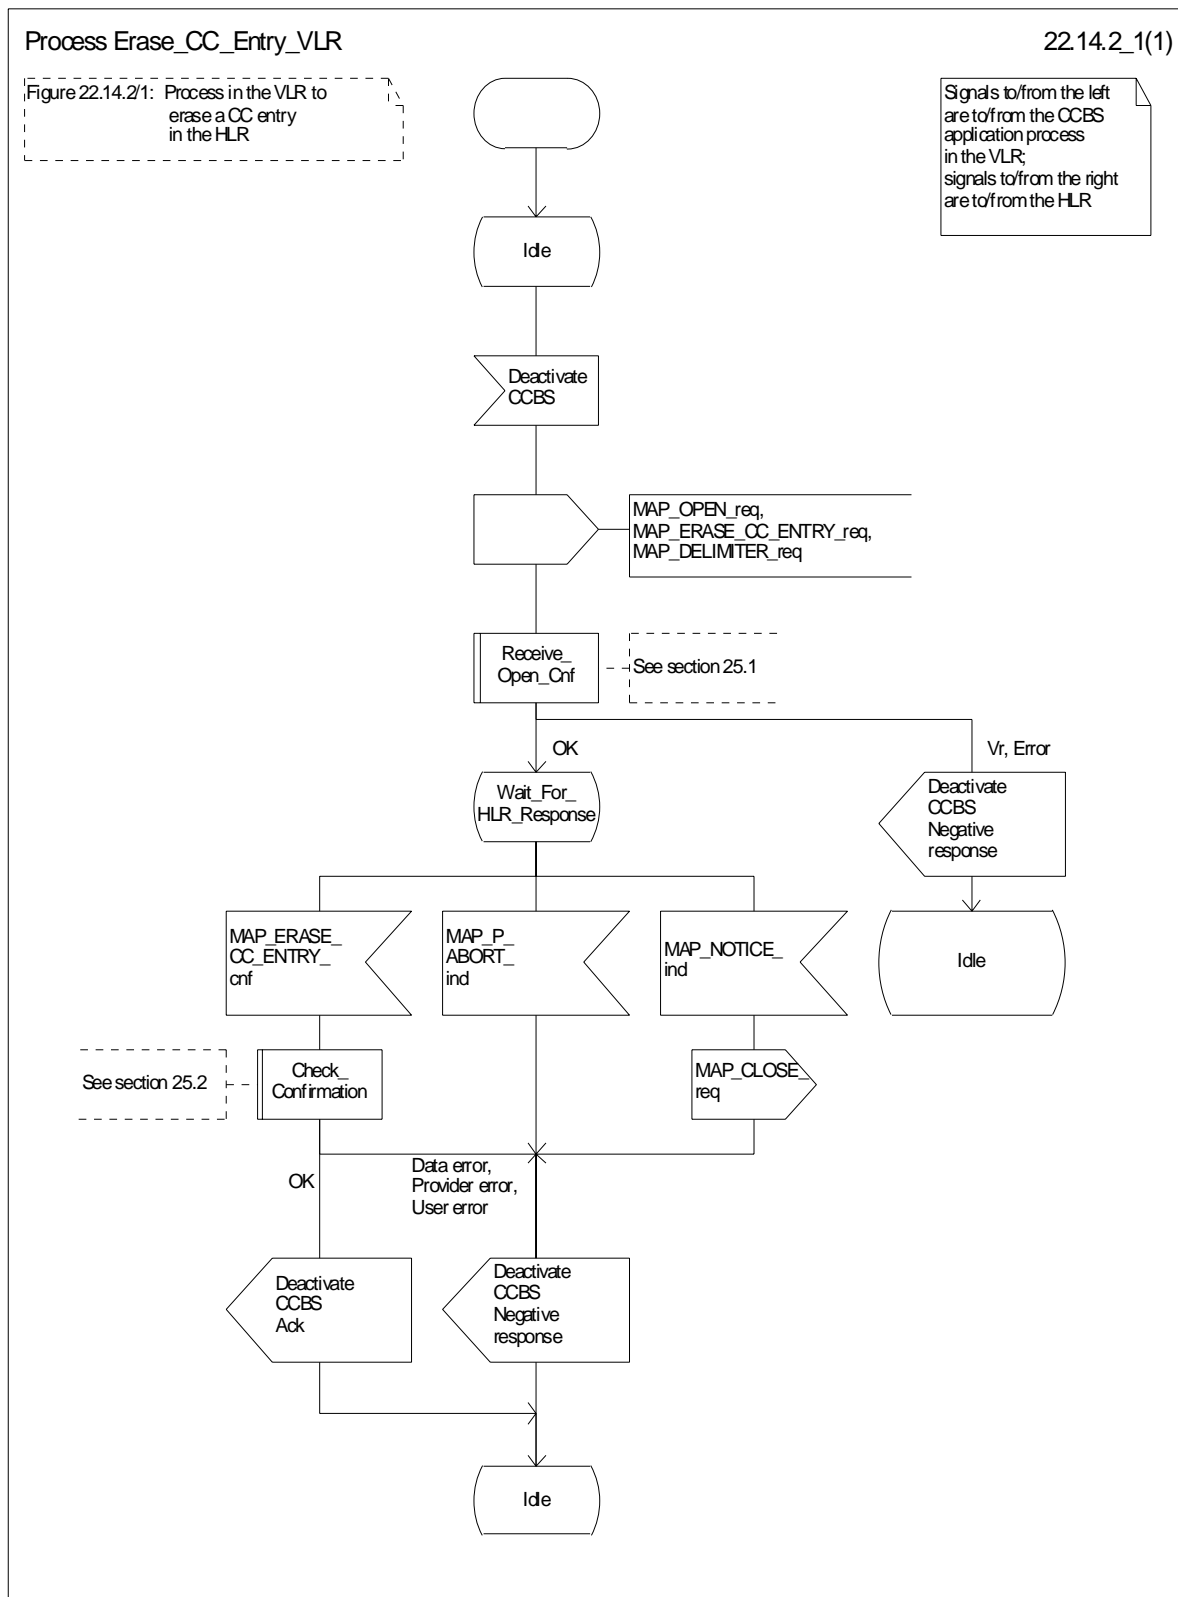 Process Erase_CC_Entry_VLR
22.14.2_1(1)
Figure 22.14.2/1: Process in the VLR to
erase a CC entry
in the HLR
Signals to/from the left
are to/from the CCBS
application process
in the VLR;
signals to/from the right
are to/from the HLR
Idle
Deactivate
CCBS
MAP_OPEN_req,
MAP_ERASE_CC_ENTRY_req,
MAP_DELIMITER_req
Receive_
Open_Cnf
See section 25.1
OK
Vr, Error
Wait_For_
HLR_Response
Deactivate
CCBS
Negative
response
MAP_ERASE_
CC_ENTRY_
cnf
MAP_P_
ABORT_
ind
MAP_NOTICE_
ind
Idle
See section 25.2
Check_
Confirmation
MAP_CLOSE_
req
OK
Data error,
Provider error,
User error
Deactivate
CCBS
Ack
Deactivate
CCBS
Negative
response
Idle